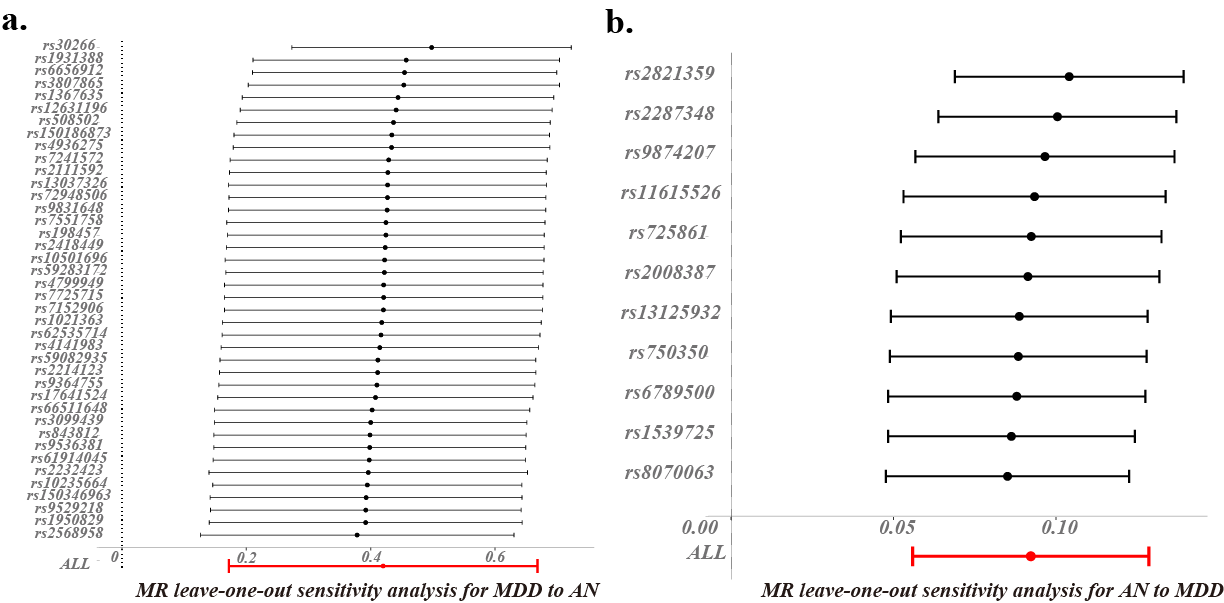 a.
rs30266
rs1931388
rs6656912
rs3807865
rs1367635
rs12631196
rs508502
rs150186873
rs4936275
rs7241572
rs2111592
rs13037326
rs72948506
rs9831648
rs7551758
rs198457
rs2418449
rs10501696
rs59283172
rs4799949
rs7725715
rs7152906
rs1021363
rs62535714
rs4141983
rs59082935
rs2214123
rs9364755
rs17641524
rs66511648
rs3099439
rs843812
rs9536381
rs61914045
rs2232423
rs10235664
rs150346963
rs9529218
rs1950829
rs2568958
0 0.2 0.4 0.6
ALL
MR leave-one-out sensitivity analysis for MDD to AN
b.
rs2821359
rs2287348
rs9874207
rs11615526
rs725861
rs2008387
rs13125932
rs750350
rs6789500
rs1539725
rs8070063
0.00 0.05 0.10
ALL
MR leave-one-out sensitivity analysis for AN to MDD